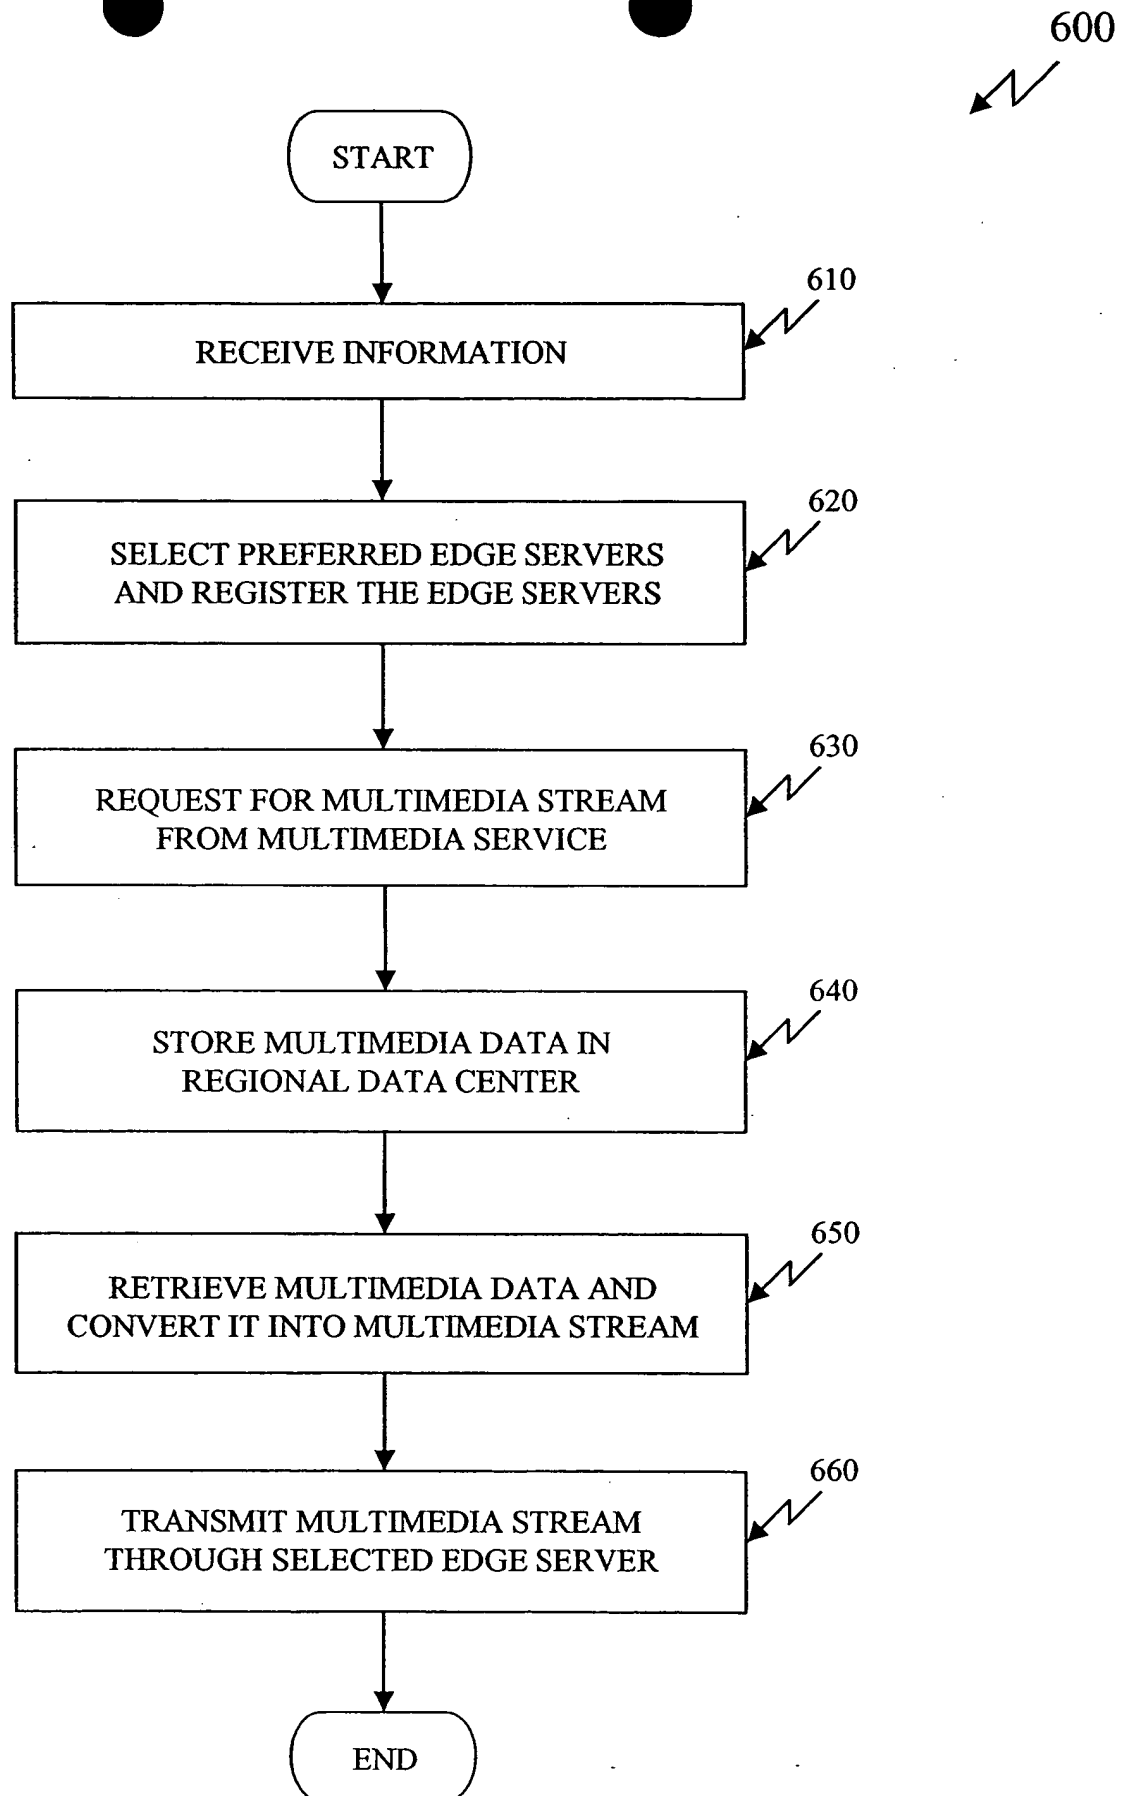 600
START
610
RECEIVE INFORMATION
620
SELECT PREFERRED EDGE SERVERS
AND REGISTER THE EDGE SERVERS
630
REQUEST FOR MULTIMEDIA STREAM
FROM MULTIMEDIA SERVICE
640
STORE MULTIMEDIA DATA IN
REGIONAL DATA CENTER
650
RETRIEVE MULTIMEDIA DATA AND
CONVERT IT INTO MULTIMEDIA STREAM
660
TRANSMIT MULTIMEDIA STREAM
THROUGH SELECTED EDGE SERVER
END